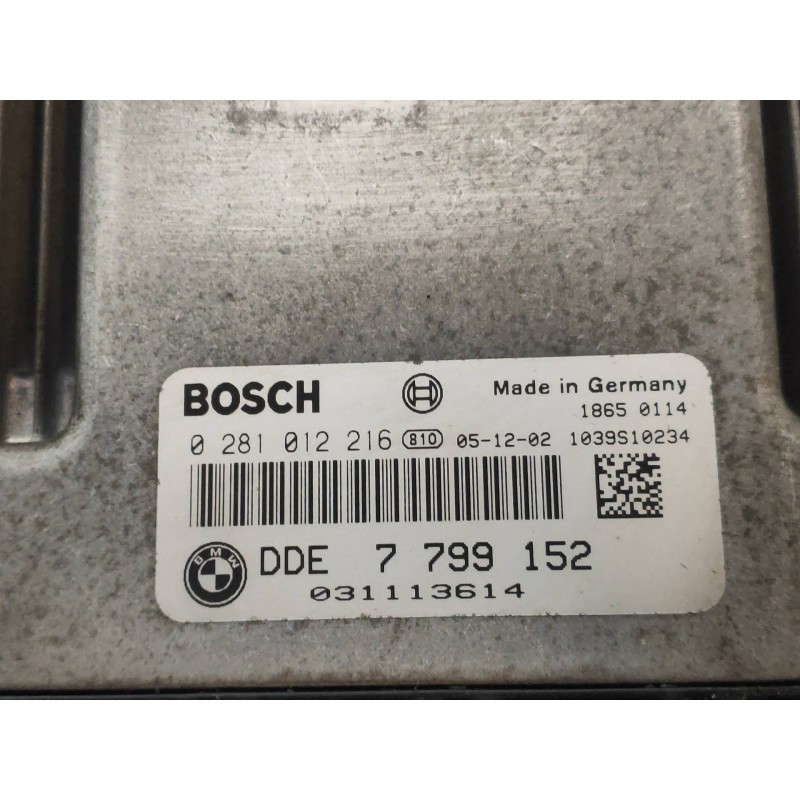 BOSCH Made in Germany
1865 0114
0 281 012 216 810 05-12-02 1039S10234
BMW DDE 7 799 152
031113614